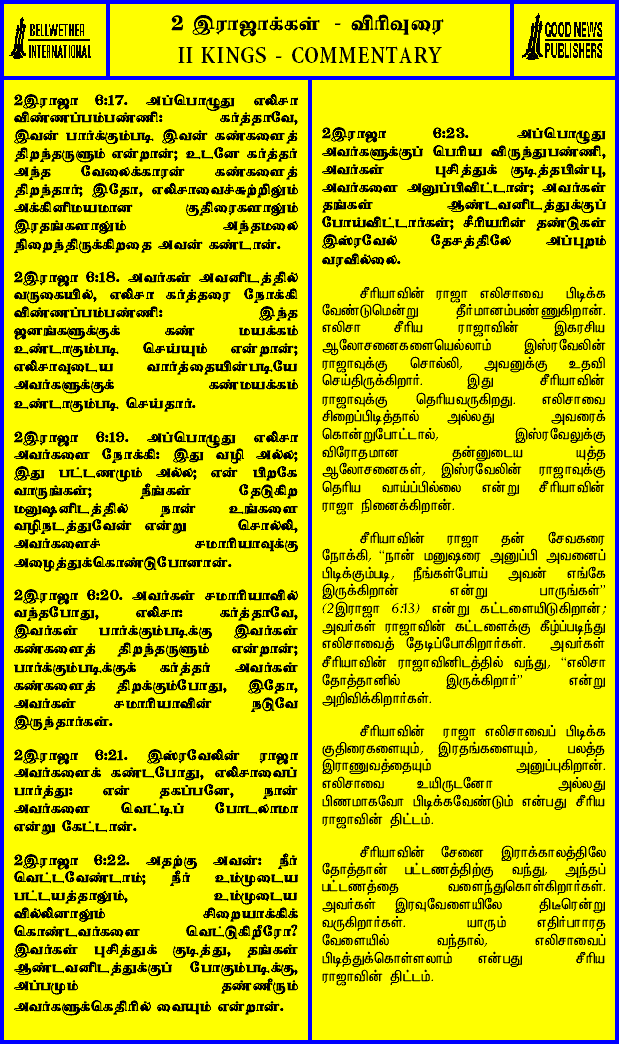 BELLWETHER
INTERNATIONAL
2 இராஜாக்கள் - விரிவுரை
II KINGS - COMMENTARY
GOOD NEWS
PUBLISHERS
2இராஜா 6:17. அப்பொழுது எலிசா
விண்ணப்பம்பண்ணி: கர்த்தாவே,
இவன் பார்க்கும்படி இவன் கண்களைத்
திறந்தருளும் என்றான்; உடனே கர்த்தர்
அந்த வேலைக்காரன் கண்களைத்
திறந்தார்; இதோ, எலிசாவைச்சுற்றிலும்
அக்கினிமயமான குதிரைகளாலும்
இரதங்களாலும் அந்தமலை
நிறைந்திருக்கிறதை அவன் கண்டான்.
2இராஜா 6:18. அவர்கள் அவனிடத்தில்
வருகையில், எலிசா கர்த்தரை நோக்கி
விண்ணப்பம்பண்ணி: இந்த
ஜனங்களுக்குக் கண் மயக்கம்
உண்டாகும்படி செய்யும் என்றான்;
எலிசாவுடைய வார்த்தையின்படியே
அவர்களுக்குக் கண்மயக்கம்
உண்டாகும்படி செய்தார்.
2இராஜா 6:19. அப்பொழுது எலிசா
அவர்களை நோக்கி: இது வழி அல்ல;
இது பட்டணமும் அல்ல; என் பிறகே
வாருங்கள்; நீங்கள் தேடுகிற
மனுஷனிடத்தில் நான் உங்களை
வழிநடத்துவேன் என்று சொல்லி,
அவர்களைச் சமாரியாவுக்கு
அழைத்துக்கொண்டுபோனான்.
2இராஜா 6:20. அவர்கள் சமாரியாவில்
வந்தபோது, எலிசா: கர்த்தாவே,
இவர்கள் பார்க்கும்படிக்கு இவர்கள்
கண்களைத் திறந்தருளும் என்றான்;
பார்க்கும்படிக்குக் கர்த்தர் அவர்கள்
கண்களைத் திறக்கும்போது, இதோ,
அவர்கள் சமாரியாவின் நடுவே
இருந்தார்கள்.
2இராஜா 6:21. இஸ்ரவேலின் ராஜா
அவர்களைக் கண்டபோது, எலிசாவைப்
பார்த்து: என் தகப்பனே, நான்
அவர்களை வெட்டிப் போடலாமா
என்று கேட்டான்.
2இராஜா 6:22. அதற்கு அவன்: நீர்
வெட்டவேண்டாம்; நீர் உம்முடைய
பட்டயத்தாலும், உம்முடைய
வில்லினாலும் சிறையாக்கிக்
கொண்டவர்களை வெட்டுகிறீரோ?
இவர்கள் புசித்துக் குடித்து, தங்கள்
ஆண்டவனிடத்துக்குப் போகும்படிக்கு,
அப்பமும் தண்ணீரும்
அவர்களுக்கெதிரில் வையும் என்றான்.
2இராஜா 6:23. அப்பொழுது
அவர்களுக்குப் பெரிய விருந்துபண்ணி,
அவர்கள் புசித்துக் குடித்தபின்பு,
அவர்களை அனுப்பிவிட்டான்; அவர்கள்
தங்கள் ஆண்டவனிடத்துக்குப்
போய்விட்டார்கள்; சீரியரின் தண்டுகள்
இஸ்ரவேல் தேசத்திலே அப்புறம்
வரவில்லை.
சீரியாவின் ராஜா எலிசாவை பிடிக்க
வேண்டுமென்று தீர்மானம்பண்ணுகிறான்.
எலிசா சீரிய ராஜாவின் இகரசிய
ஆலோசனைகளையெல்லாம் இஸ்ரவேலின்
ராஜாவுக்கு சொல்லி, அவனுக்கு உதவி
செய்திருக்கிறார். இது சீரியாவின்
ராஜாவுக்கு தெரியவருகிறது. எலிசாவை
சிறைப்பிடித்தால் அல்லது அவரைக்
கொன்றுபோட்டால், இஸ்ரவேலுக்கு
விரோதமான தன்னுடைய யுத்த
ஆலோசனைகள், இஸ்ரவேலின் ராஜாவுக்கு
தெரிய வாய்ப்பில்லை என்று சீரியாவின்
ராஜா நினைக்கிறான்.
சீரியாவின் ராஜா தன் சேவகரை
நோக்கி, “நான் மனுஷரை அனுப்பி அவனைப்
பிடிக்கும்படி, நீங்கள்போய் அவன் எங்கே
இருக்கிறான் என்று பாருங்கள்”
(2இராஜா 6:13) என்று கட்டளையிடுகிறான்;
அவர்கள் ராஜாவின் கட்டளைக்கு கீழ்ப்படிந்து
எலிசாவைத் தேடிப்போகிறார்கள். அவர்கள்
சீரியாவின் ராஜாவினிடத்தில் வந்து, “எலிசா
தோத்தானில் இருக்கிறார்” என்று
அறிவிக்கிறார்கள்.
சீரியாவின் ராஜா எலிசாவைப் பிடிக்க
குதிரைகளையும், இரதங்களையும், பலத்த
இராணுவத்தையும் அனுப்புகிறான்.
எலிசாவை உயிருடனோ அல்லது
பிணமாகவோ பிடிக்கவேண்டும் என்பது சீரிய
ராஜாவின் திட்டம்.
சீரியாவின் சேனை இராக்காலத்திலே
தோத்தான் பட்டணத்திற்கு வந்து, அந்தப்
பட்டணத்தை வளைந்துகொள்கிறார்கள்.
அவர்கள் இரவுவேளையிலே திடீரென்று
வருகிறார்கள். யாரும் எதிர்பாராத
வேளையில் வந்தால், எலிசாவைப்
பிடித்துக்கொள்ளலாம் என்பது சீரிய
ராஜாவின் திட்டம்.